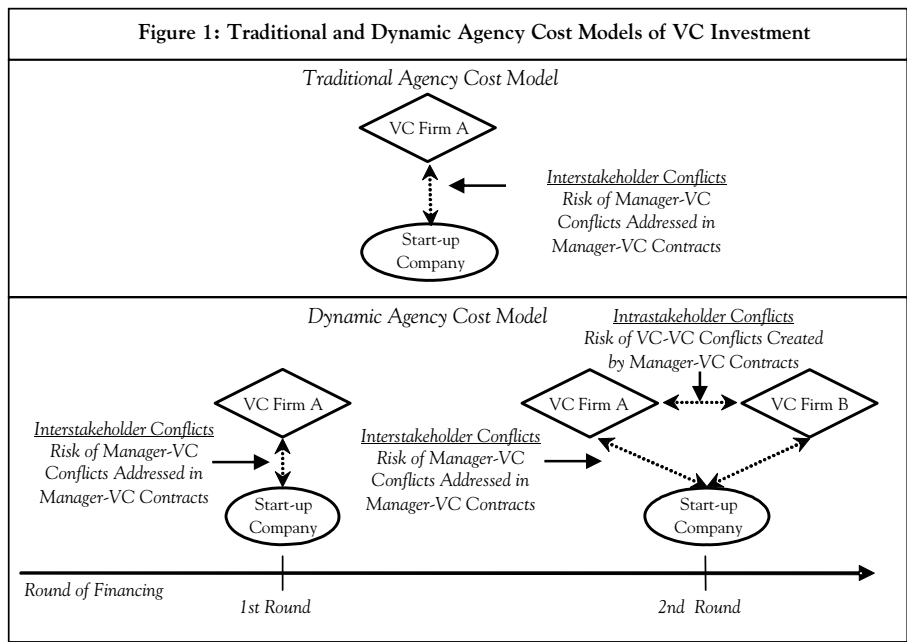 Figure 1: Traditional and Dynamic Agency Cost Models of VC Investment
Traditional Agency Cost Model
VC Firm A
Interstakeholder Conflicts
Risk of Manager-VC
Conflicts Addressed in
Manager-VC Contracts
Start-up
Company
Dynamic Agency Cost Model
Intrastakeholder Conflicts
Risk of VC-VC Conflicts Created
by Manager-VC Contracts
VC Firm A
Interstakeholder Conflicts
Risk of Manager-VC
Conflicts Addressed in
Manager-VC Contracts
Start-up
Company
VC Firm A
VC Firm B
Interstakeholder Conflicts
Risk of Manager-VC
Conflicts Addressed in
Manager-VC Contracts
Start-up
Company
Round of Financing
1st Round
2nd Round